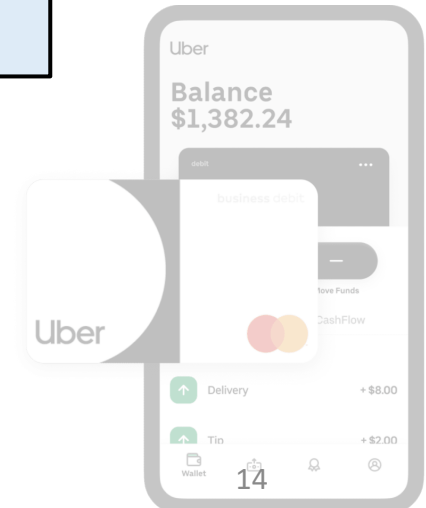 Uber
Balance
$1,382.24
debit
business debit
Move Funds
CashFlow
Uber
Delivery + $8.00
Tip + $2.00
Wallet
14